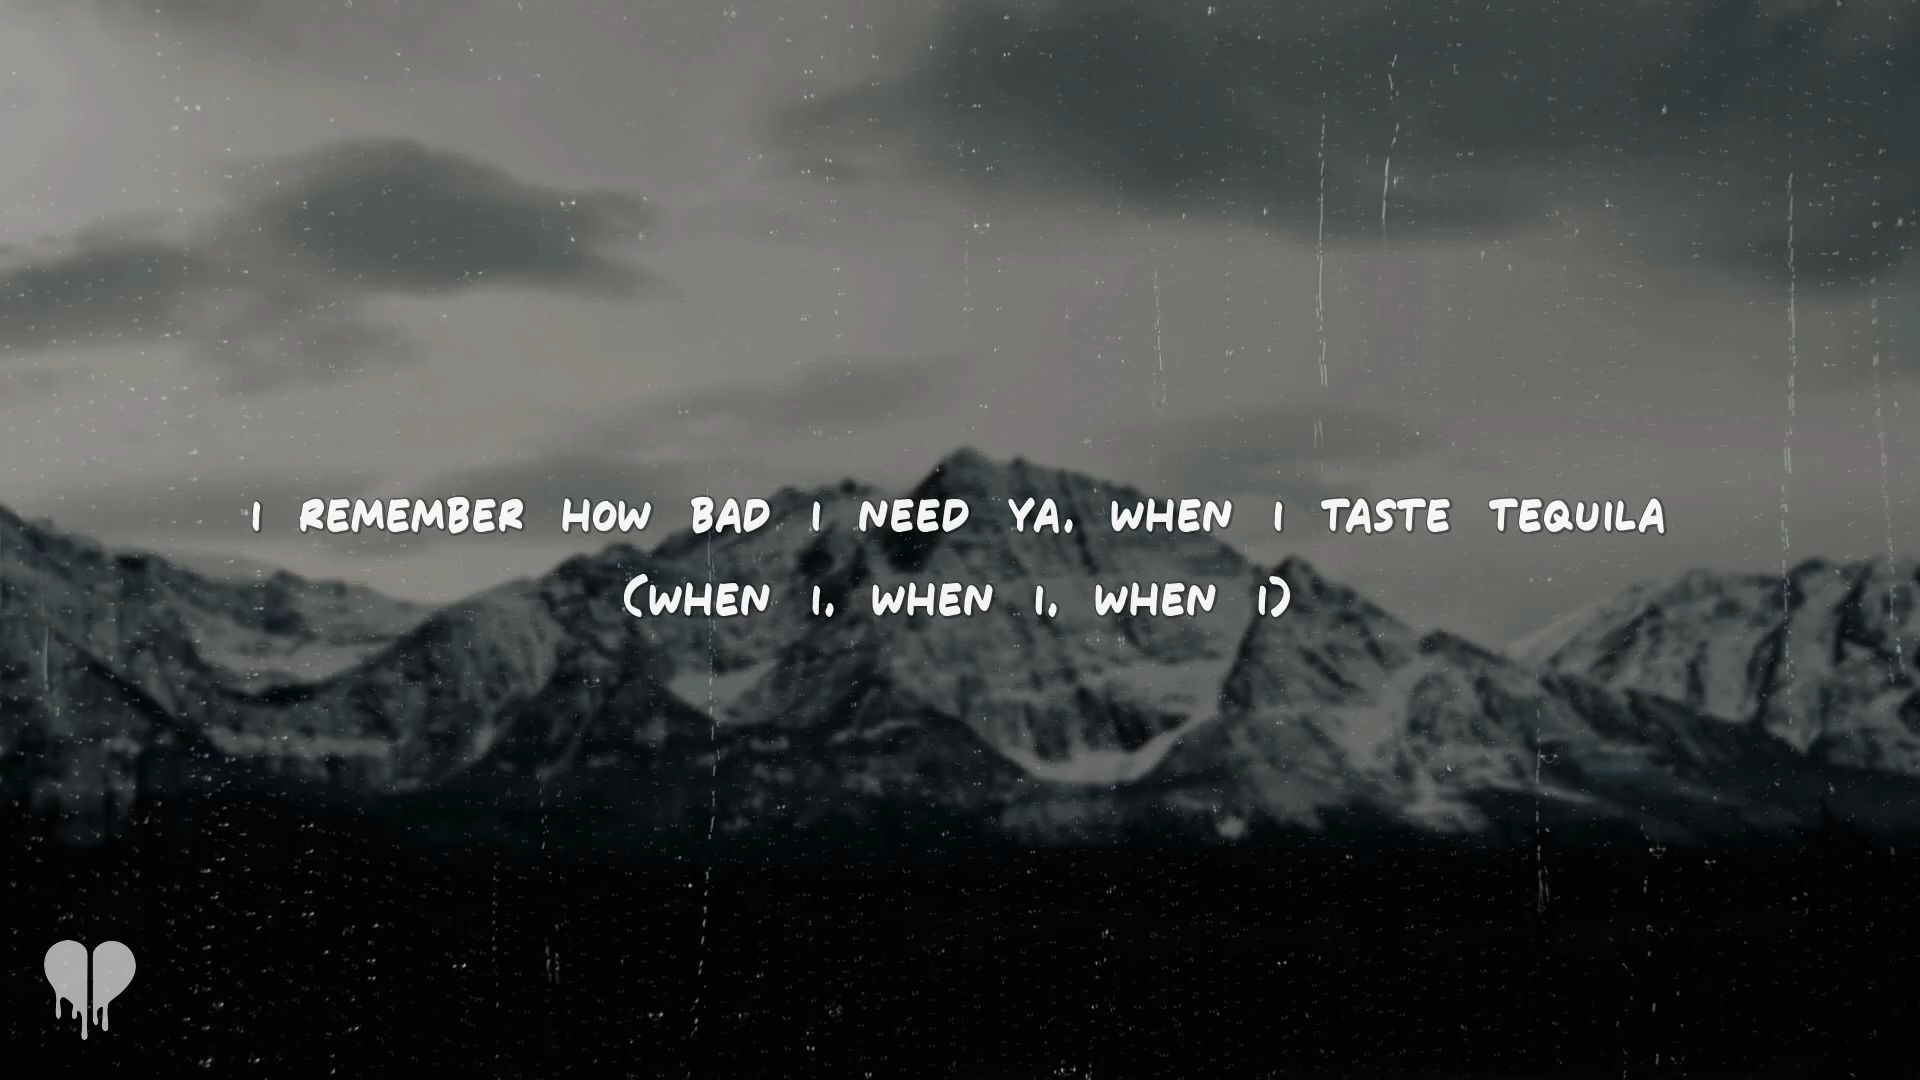 I REMEMBER HOW BAD I NEED YA, WHEN I TASTE TEQUILA
(WHEN I, WHEN I, WHEN I)